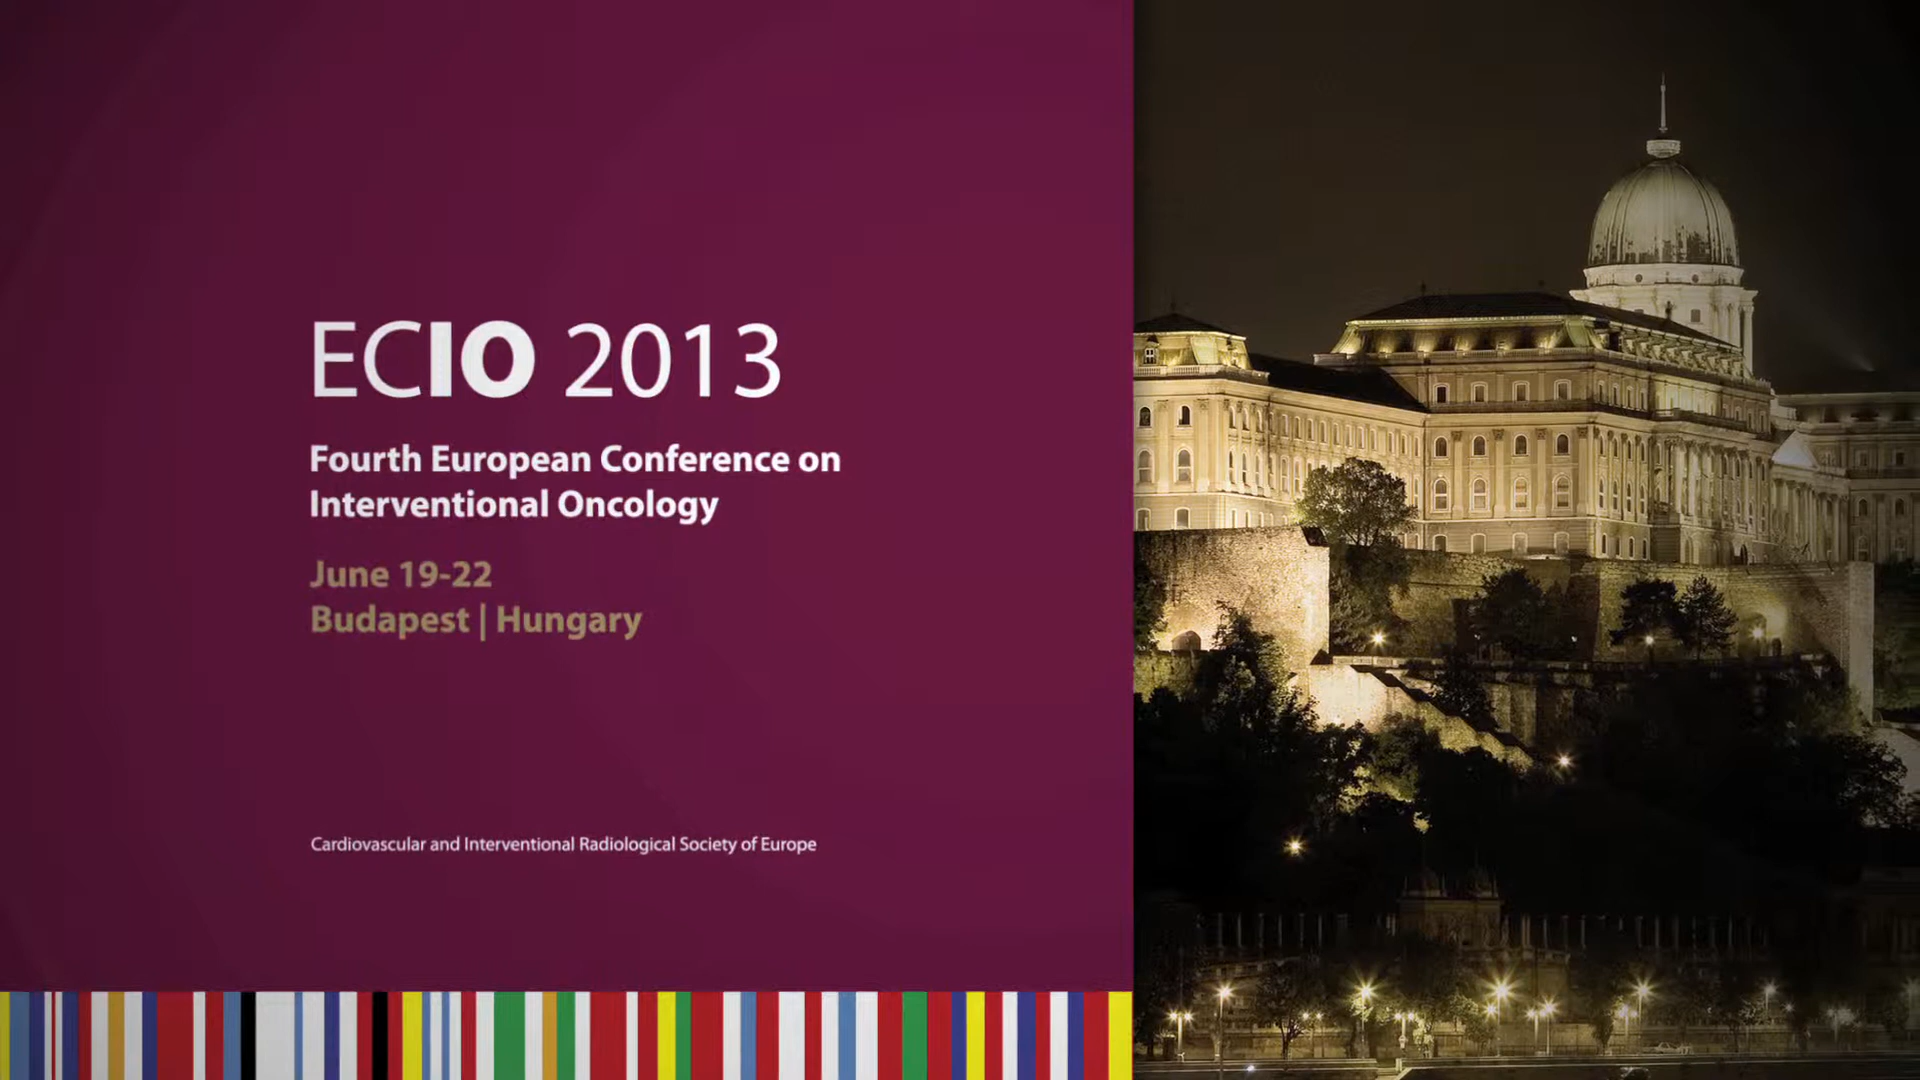 ECIO 2013
Fourth European Conference on
Interventional Oncology
June 19-22
Budapest | Hungary
Cardiovascular and Interventional Radiological Society of Europe